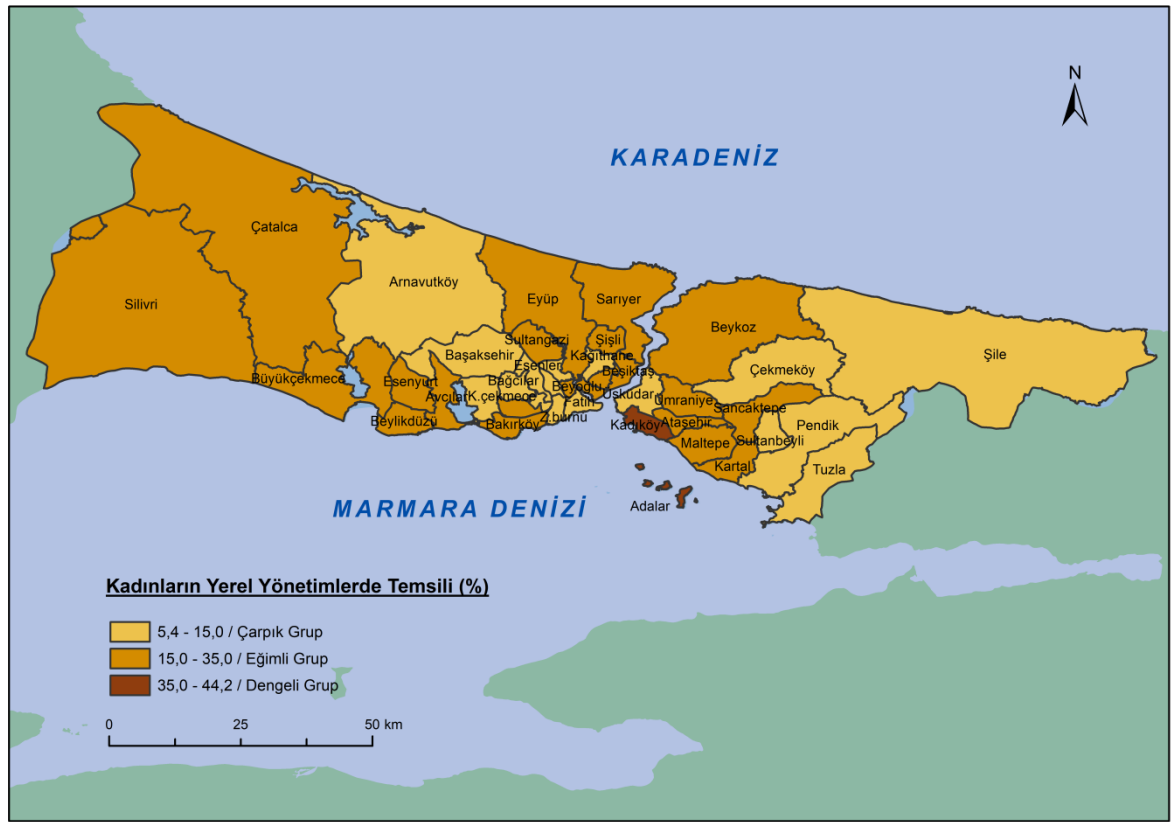 N
KARADENİZ
Çatalca
Silivri
Arnavutköy
Eyüp
Sarıyer
Beykoz
Şile
Sultangazi
Şişli
Başaksehir
Kağıthane
Esenler
Beşiktaş
Çekmeköy
Büyükçekmece
Esenyurt
Bağcılar
Beyoğlu
Avcılar
K.çekmece
Fatih
Üsküdar
Ümraniye
Sancaktepe
Beylikdüzü
Bakırköy
Z.burnu
Kadıköy
Ataşehir
Pendik
Maltepe
Sultanbeyli
Kartal
Tuzla
Adalar
MARMARA DENİZİ
Kadınların Yerel Yönetimlerde Temsili (%)
5,4 - 15,0 / Çarpık Grup
15,0 - 35,0 / Eğimli Grup
35,0 - 44,2 / Dengeli Grup
0 25 50 km